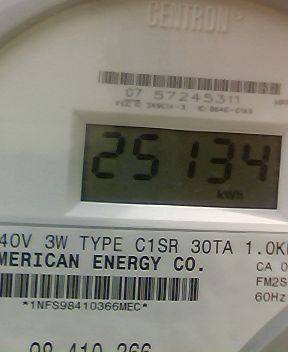 CENTRON
07 57245311
25134
kWh
40V 3W TYPE C1SR 30TA 1.0K
MERICAN ENERGY CO.
CA 0
FM2S
60Hz
*1NFS98410366MEC*
98 410 366